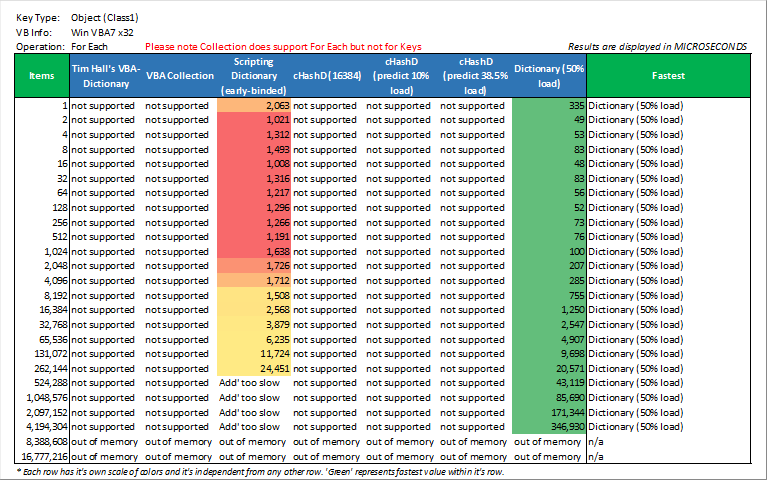 Key Type: Object (Class1)
VB Info: Win VBA7 x32
Operation: For Each Please note Collection does support For Each but not for Keys Results are displayed in MICROSECONDS
Items Tim Hall's VBA-Dictionary VBA Collection Scripting Dictionary (early-binded) cHashD (16384) cHashD (predict 10% load) cHashD (predict 38.5% load) Dictionary (50% load) Fastest
1 not supported not supported 2,063 not supported not supported not supported 335 Dictionary (50% load)
2 not supported not supported 1,021 not supported not supported not supported 49 Dictionary (50% load)
4 not supported not supported 1,312 not supported not supported not supported 53 Dictionary (50% load)
8 not supported not supported 1,493 not supported not supported not supported 83 Dictionary (50% load)
16 not supported not supported 1,008 not supported not supported not supported 48 Dictionary (50% load)
32 not supported not supported 1,316 not supported not supported not supported 83 Dictionary (50% load)
64 not supported not supported 1,217 not supported not supported not supported 56 Dictionary (50% load)
128 not supported not supported 1,296 not supported not supported not supported 52 Dictionary (50% load)
256 not supported not supported 1,266 not supported not supported not supported 73 Dictionary (50% load)
512 not supported not supported 1,191 not supported not supported not supported 76 Dictionary (50% load)
1,024 not supported not supported 1,638 not supported not supported not supported 100 Dictionary (50% load)
2,048 not supported not supported 1,726 not supported not supported not supported 207 Dictionary (50% load)
4,096 not supported not supported 1,712 not supported not supported not supported 285 Dictionary (50% load)
8,192 not supported not supported 1,508 not supported not supported not supported 755 Dictionary (50% load)
16,384 not supported not supported 2,568 not supported not supported not supported 1,250 Dictionary (50% load)
32,768 not supported not supported 3,879 not supported not supported not supported 2,547 Dictionary (50% load)
65,536 not supported not supported 6,235 not supported not supported not supported 4,907 Dictionary (50% load)
131,072 not supported not supported 11,724 not supported not supported not supported 9,698 Dictionary (50% load)
262,144 not supported not supported 24,451 not supported not supported not supported 20,571 Dictionary (50% load)
524,288 not supported not supported Add' too slow not supported not supported not supported 43,119 Dictionary (50% load)
1,048,576 not supported not supported Add' too slow not supported not supported not supported 85,690 Dictionary (50% load)
2,097,152 not supported not supported Add' too slow not supported not supported not supported 171,344 Dictionary (50% load)
4,194,304 not supported not supported Add' too slow not supported not supported not supported 346,930 Dictionary (50% load)
8,388,608 out of memory out of memory out of memory out of memory out of memory out of memory out of memory n/a
16,777,216 out of memory out of memory out of memory out of memory out of memory out of memory out of memory n/a
* Each row has it's own scale of colors and it's independent from any other row. 'Green' represents fastest value within it's row.